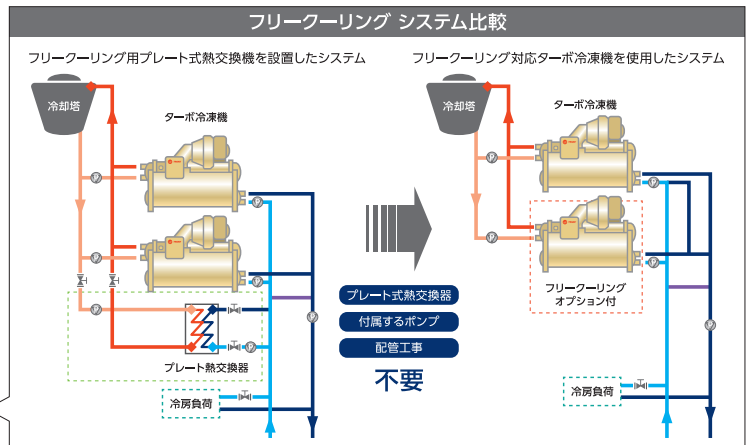 フリークーリング システム比較
フリークーリング用プレート式熱交換機を設置したシステム
冷却塔
ターボ冷凍機
プレート熱交換器
冷房負荷
プレート式熱交換器
付属するポンプ
配管工事
不要
フリークーリング対応ターボ冷凍機を使用したシステム
冷却塔
ターボ冷凍機
フリークーリング
オプション付
冷房負荷